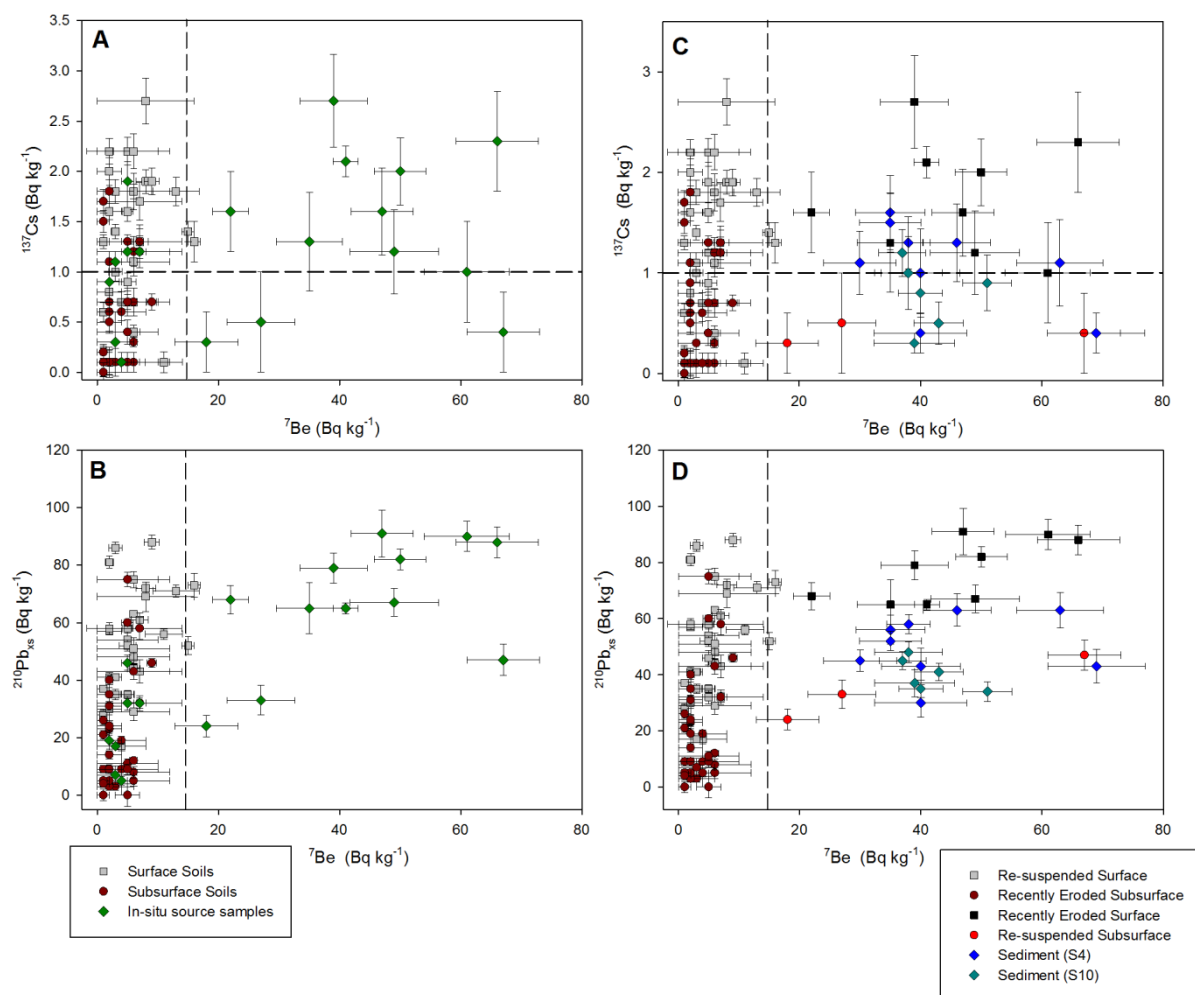 A
3.5
3.0
2.5
2.0
1.5
1.0
0.5
0.0
¹³⁷Cs (Bq kg⁻¹)
0 20 40 60 80
⁷Be (Bq kg⁻¹)
C
3
2
1
0
¹³⁷Cs (Bq kg⁻¹)
0 20 40 60 80
⁷Be (Bq kg⁻¹)
B
120
100
80
60
40
20
0
²¹⁰Pbₓₛ (Bq kg⁻¹)
0 20 40 60 80
⁷Be (Bq kg⁻¹)
D
120
100
80
60
40
20
0
²¹⁰Pbₓₛ (Bq kg⁻¹)
0 20 40 60 80
⁷Be (Bq kg⁻¹)
Surface Soils
Subsurface Soils
In-situ source samples
Re-suspended Surface
Recently Eroded Subsurface
Recently Eroded Surface
Re-suspended Subsurface
Sediment (S4)
Sediment (S10)